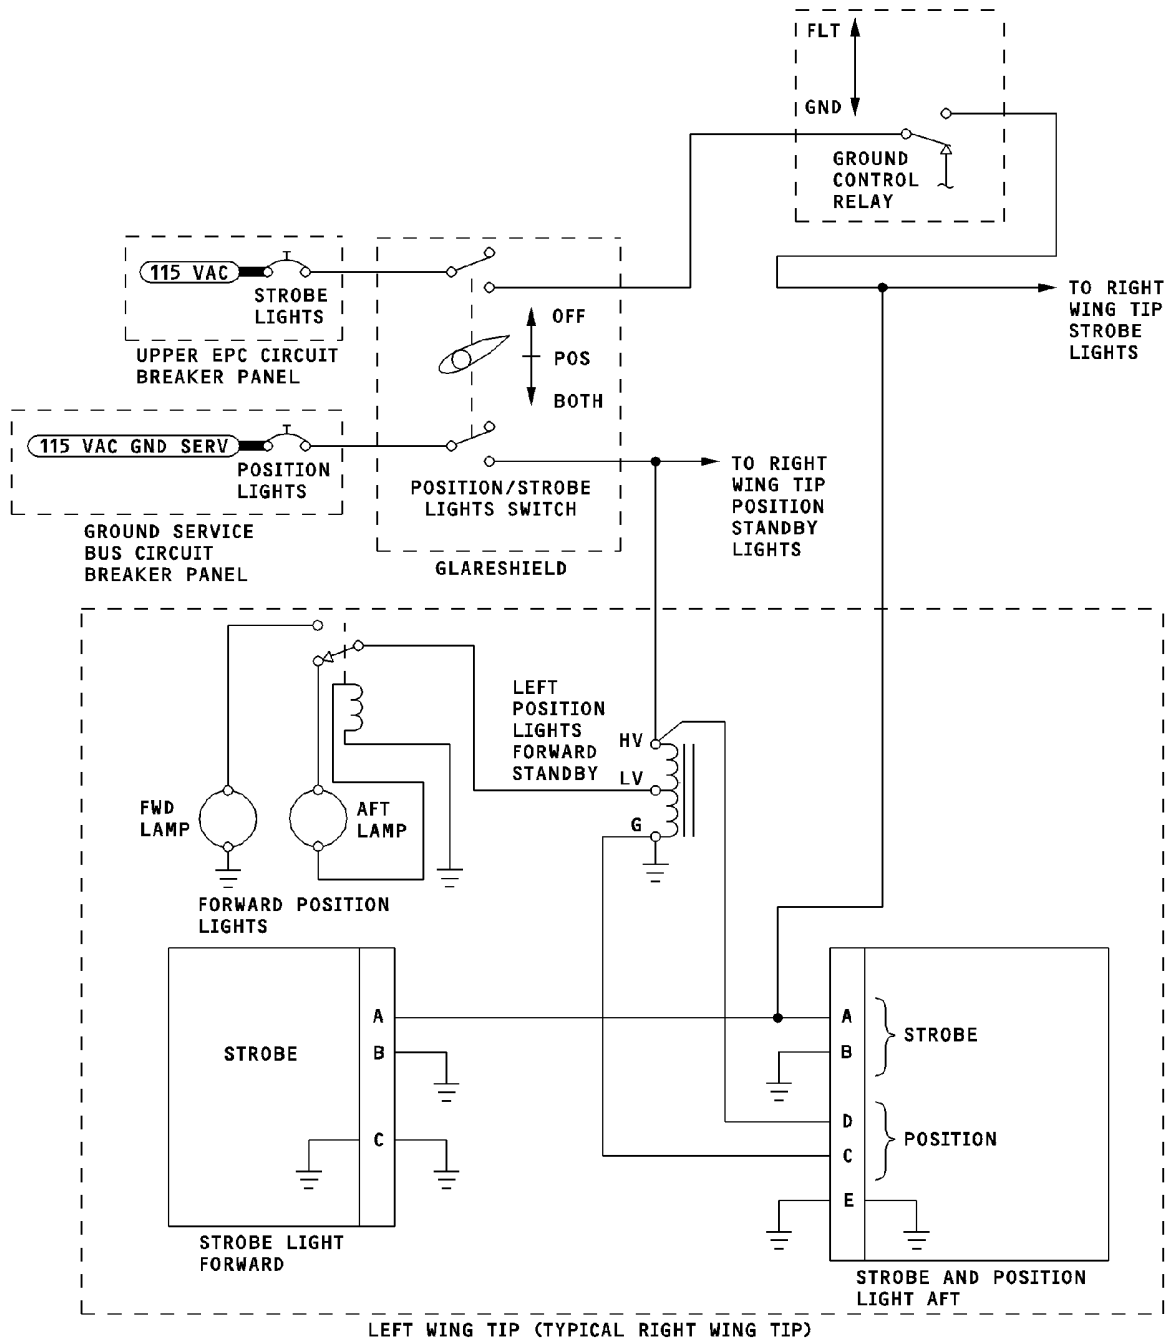 FLT
GND
GROUND
CONTROL
RELAY
115 VAC
STROBE
LIGHTS
UPPER EPC CIRCUIT
BREAKER PANEL
OFF
POS
BOTH
TO RIGHT
WING TIP
STROBE
LIGHTS
115 VAC GND SERV
POSITION
LIGHTS
GROUND SERVICE
BUS CIRCUIT
BREAKER PANEL
POSITION/STROBE
LIGHTS SWITCH
GLARESHIELD
TO RIGHT
WING TIP
POSITION
STANDBY
LIGHTS
LEFT
POSITION
LIGHTS
FORWARD
STANDBY
HV
LV
G
FWD
LAMP
AFT
LAMP
FORWARD POSITION
LIGHTS
STROBE
A
B
C
STROBE LIGHT
FORWARD
A
B
D
C
E
STROBE
POSITION
STROBE AND POSITION
LIGHT AFT
LEFT WING TIP (TYPICAL RIGHT WING TIP)